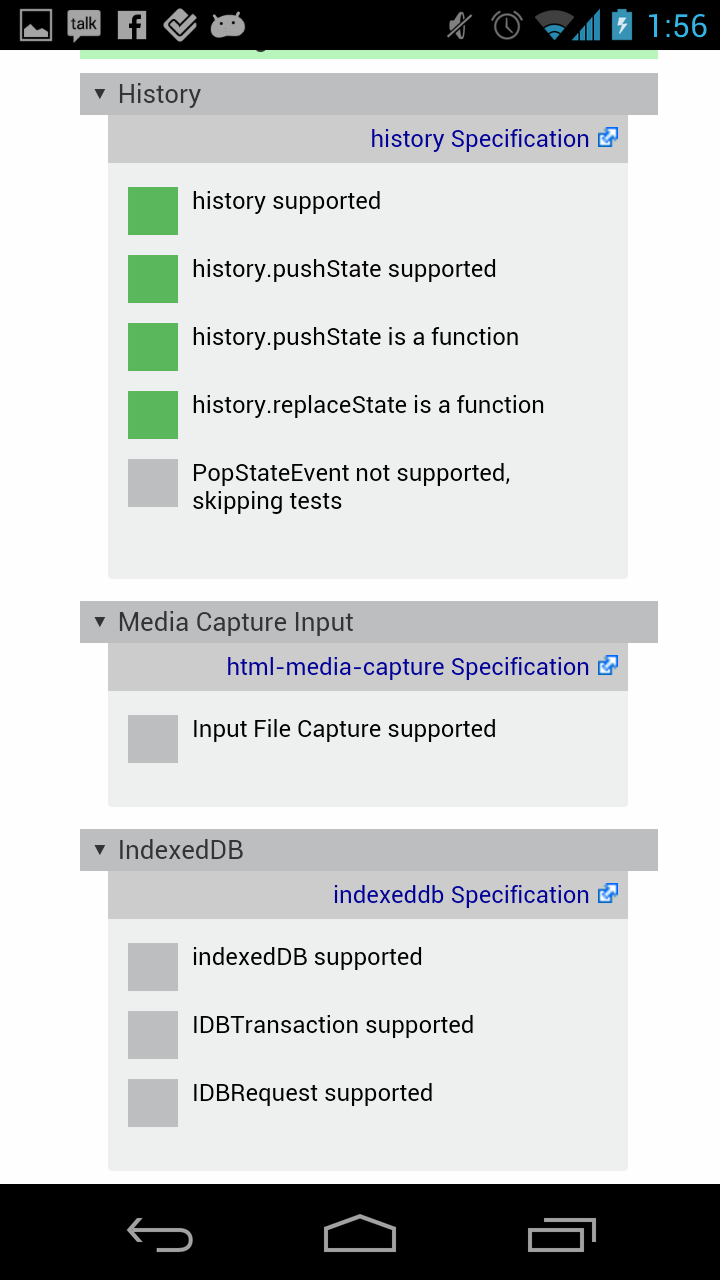 talk
1:56
▼ History
history Specification
history supported
history.pushState supported
history.pushState is a function
history.replaceState is a function
PopStateEvent not supported,
skipping tests
▼ Media Capture Input
html-media-capture Specification
Input File Capture supported
▼ IndexedDB
indexeddb Specification
indexedDB supported
IDBTransaction supported
IDBRequest supported